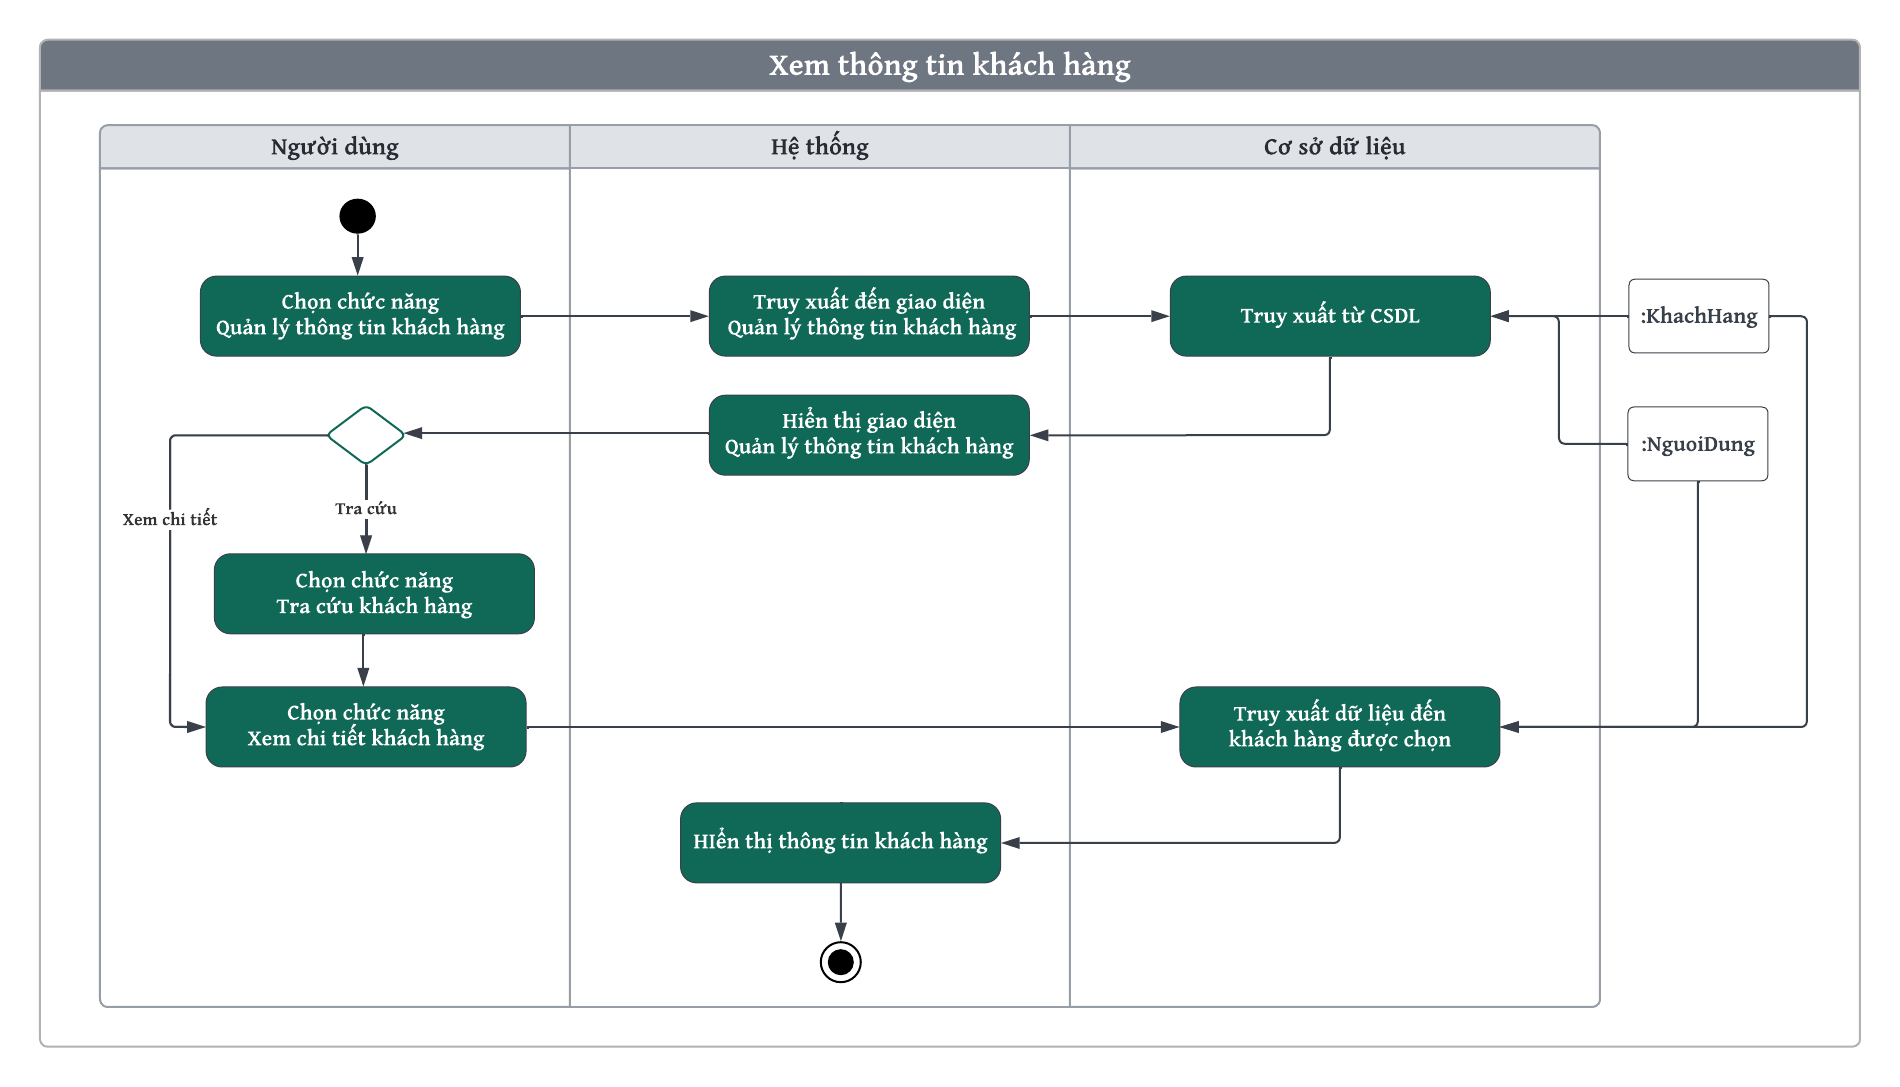 Xem thông tin khách hàng
Người dùng
Hệ thống
Cơ sở dữ liệu
Chọn chức năng
Quản lý thông tin khách hàng
Truy xuất đến giao diện
Quản lý thông tin khách hàng
Truy xuất từ CSDL
:KhachHang
Hiển thị giao diện
Quản lý thông tin khách hàng
:NguoiDung
Tra cứu
Xem chi tiết
Chọn chức năng
Tra cứu khách hàng
Chọn chức năng
Xem chi tiết khách hàng
Truy xuất dữ liệu đến
khách hàng được chọn
HIển thị thông tin khách hàng